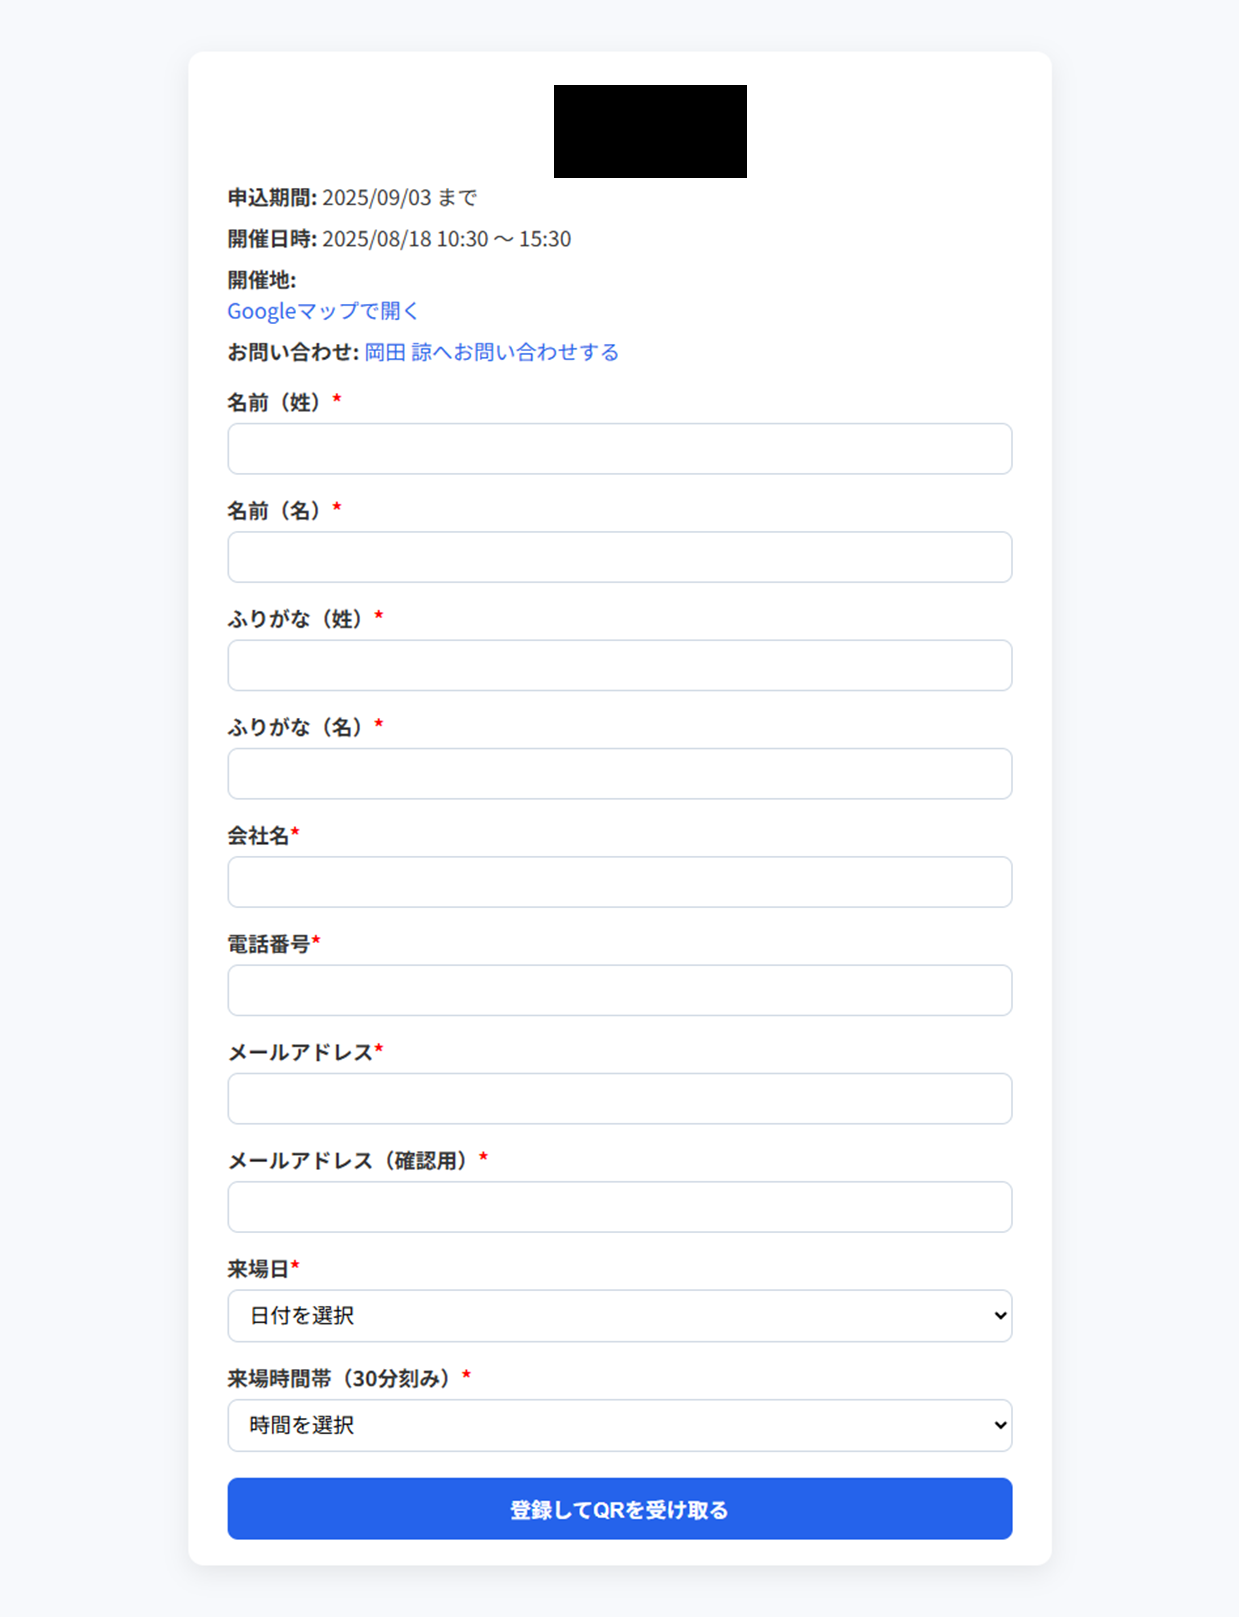 申込期間: 2025/09/03 まで
開催日時: 2025/08/18 10:30 ～ 15:30
開催地:
Googleマップで開く
お問い合わせ: 岡田 諒へお問い合わせする
名前（姓）*
名前（名）*
ふりがな（姓）*
ふりがな（名）*
会社名*
電話番号*
メールアドレス*
メールアドレス（確認用）*
来場日*
日付を選択
来場時間帯（30分刻み）*
時間を選択
登録してQRを受け取る